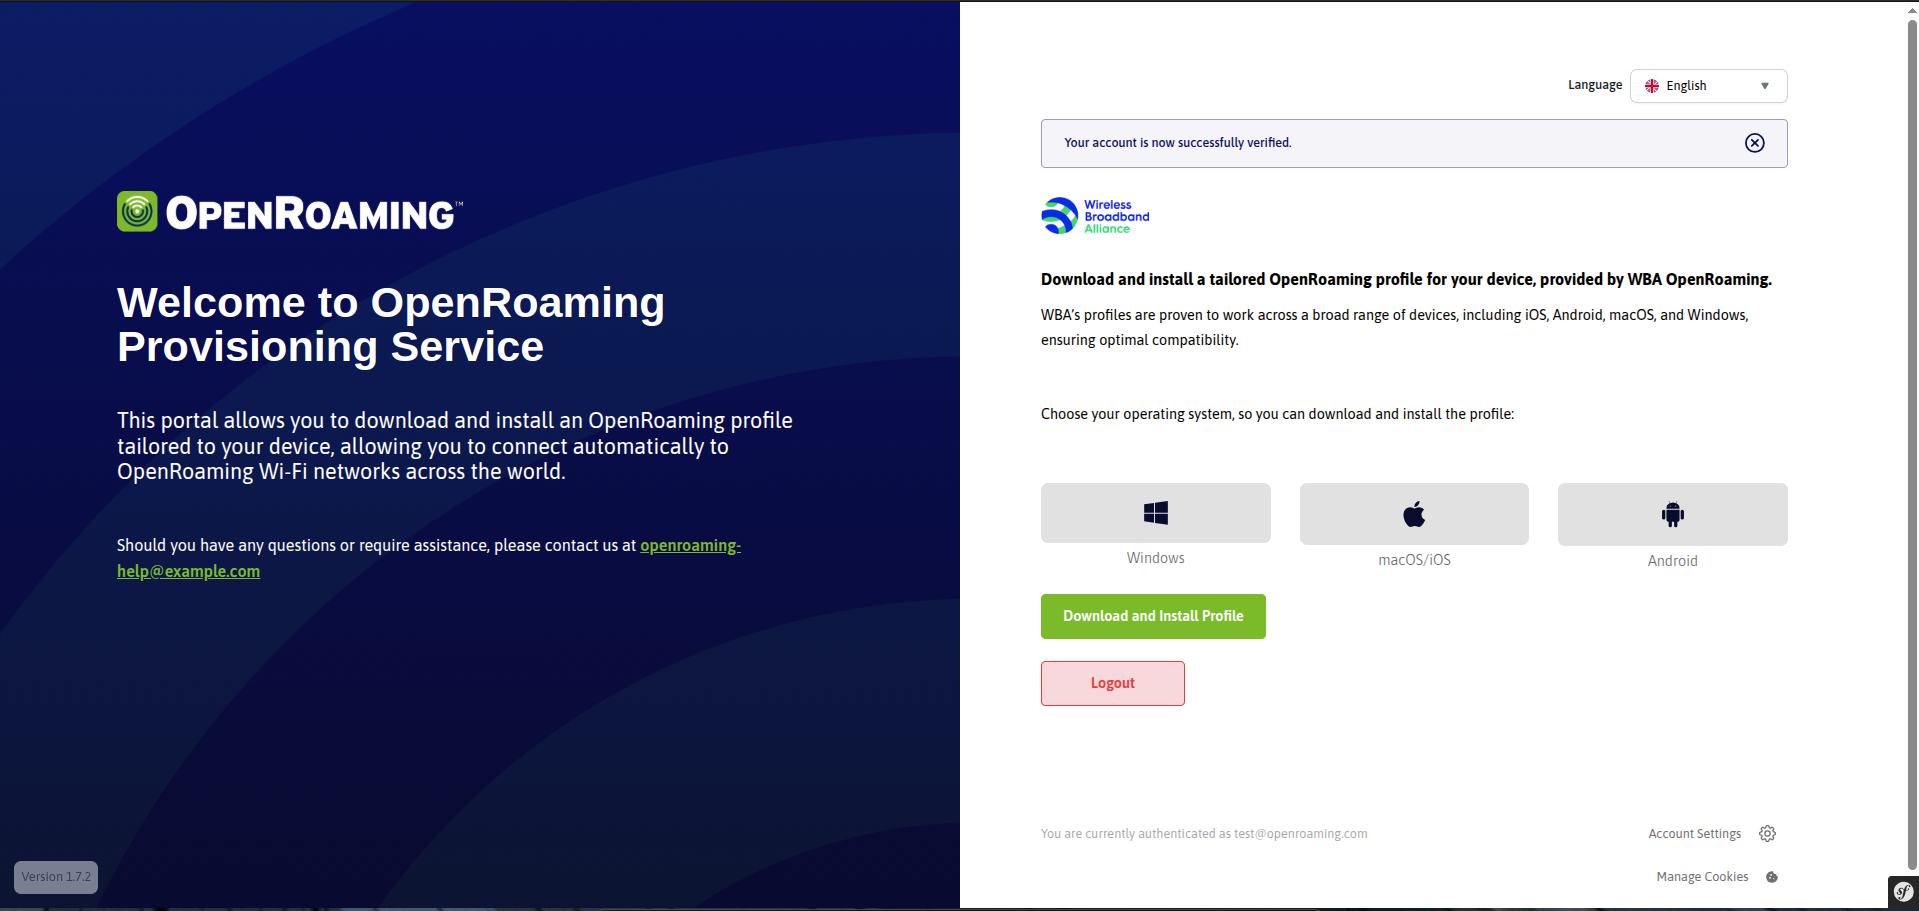 OPENROAMING™
Welcome to OpenRoaming
Provisioning Service
This portal allows you to download and install an OpenRoaming profile
tailored to your device, allowing you to connect automatically to
OpenRoaming Wi-Fi networks across the world.
Should you have any questions or require assistance, please contact us at openroaming-
help@example.com
Version 1.7.2
Language
English
Your account is now successfully verified.
Wireless
Broadband
Alliance
Download and install a tailored OpenRoaming profile for your device, provided by WBA OpenRoaming.
WBA's profiles are proven to work across a broad range of devices, including iOS, Android, macOS, and Windows,
ensuring optimal compatibility.
Choose your operating system, so you can download and install the profile:
Windows
macOS/iOS
Android
Download and Install Profile
Logout
You are currently authenticated as test@openroaming.com
Account Settings
Manage Cookies
sf